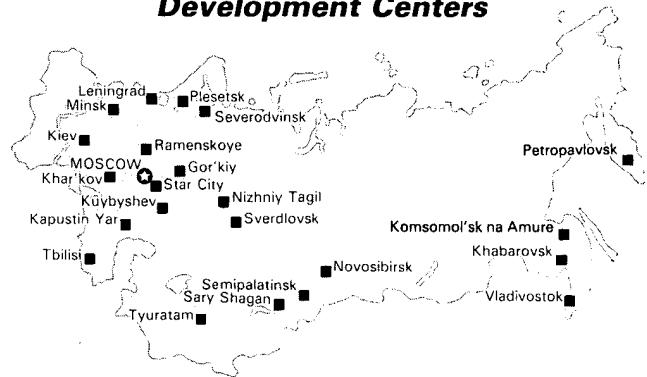 Development Centers
Leningrad
Plesetsk
Minsk
Severodvinsk
Kiev
Ramenskoye
Petropavlovsk
MOSCOW
Gor'kiy
Khar'kov
Star City
Kuybyshev
Nizhniy Tagil
Kapustin Yar
Sverdlovsk
Komsomol'sk na Amure
Tbilisi
Khabarovsk
Novosibirsk
Semipalatinsk
Sary Shagan
Vladivostok
Tyuratam